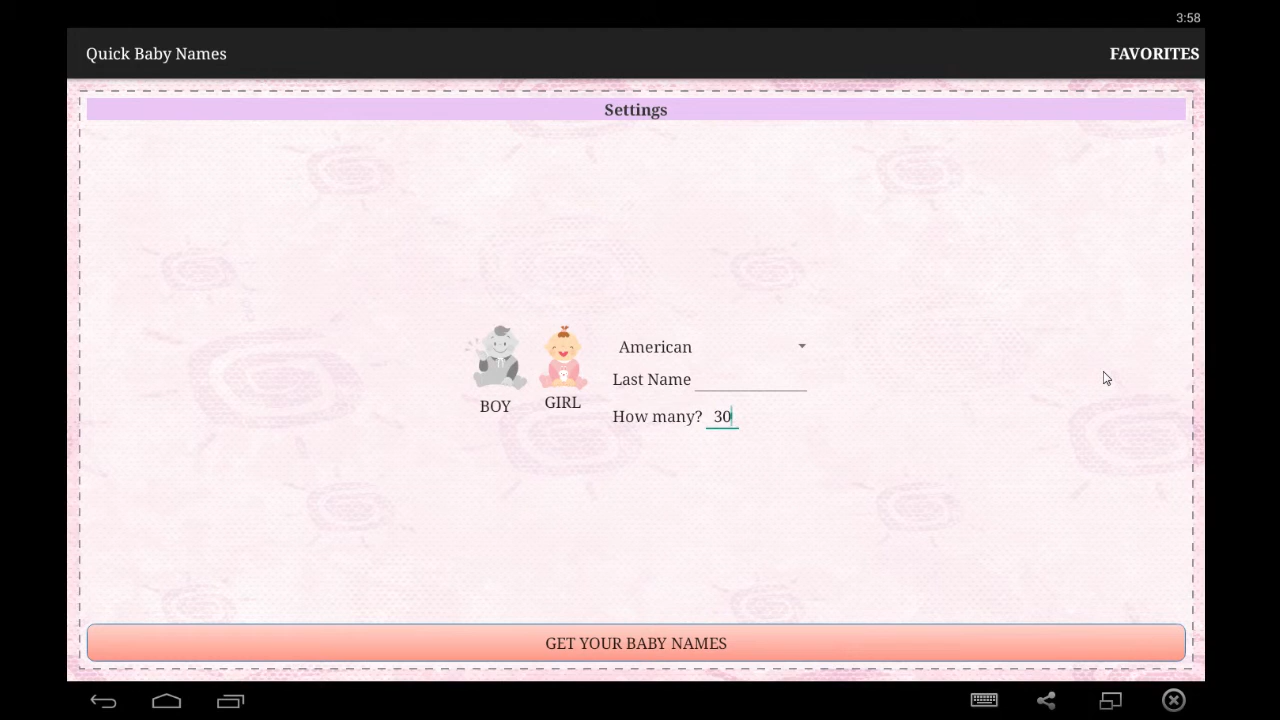 3:58
Quick Baby Names
FAVORITES
Settings
BOY
GIRL
American
Last Name
How many? 30
GET YOUR BABY NAMES